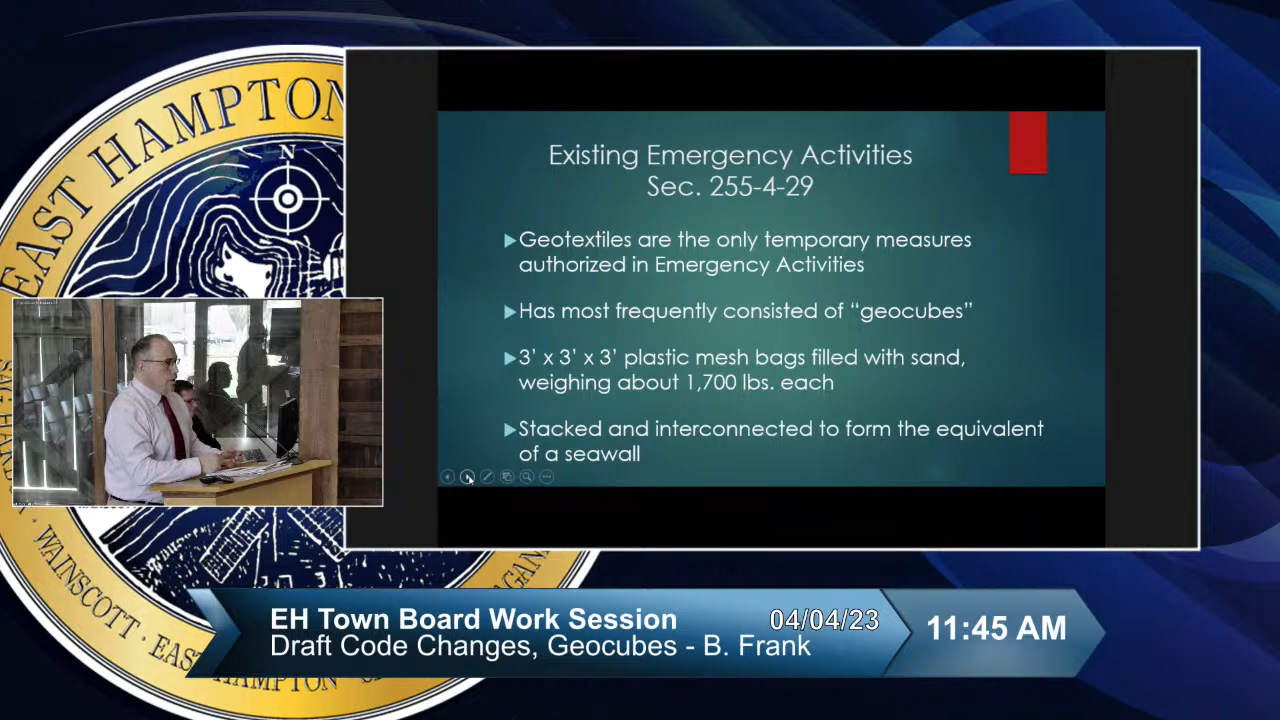 EAST HAMPTON
N
Existing Emergency Activities
Sec. 255-4-29
Geotextiles are the only temporary measures
authorized in Emergency Activities
Has most frequently consisted of “geocubes”
3’ x 3’ x 3’ plastic mesh bags filled with sand,
weighing about 1,700 lbs. each
Stacked and interconnected to form the equivalent
of a seawall
WAINSCOTT
EH Town Board Work Session
04/04/23
11:45 AM
Draft Code Changes, Geocubes - B. Frank